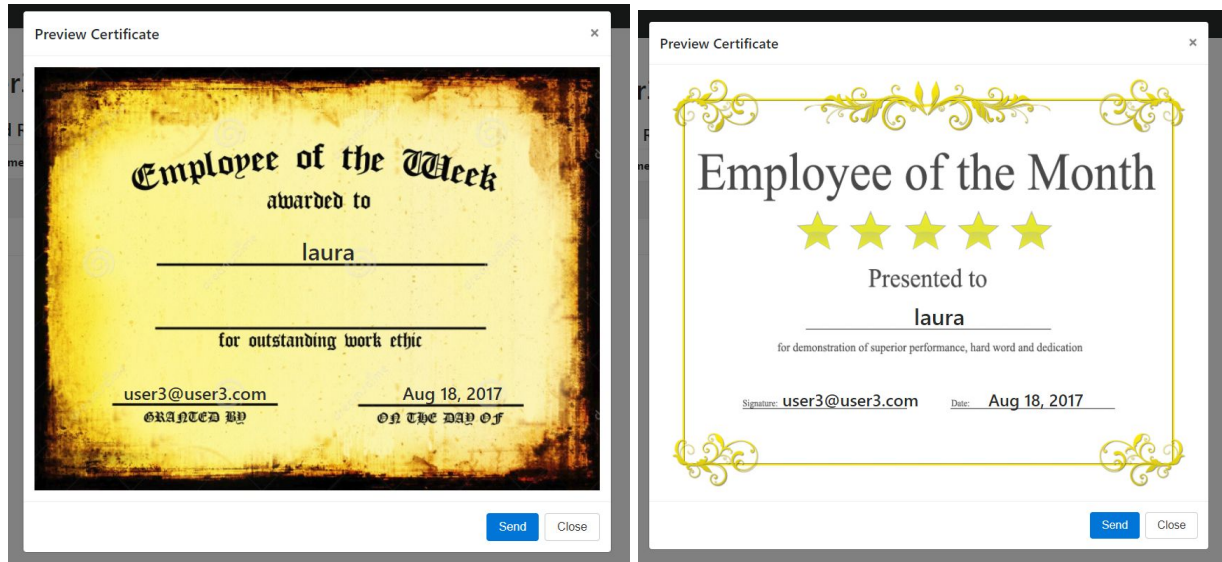 Preview Certificate ×
Employee of the Week
awarded to
laura
for outstanding work ethic
user3@user3.com Aug 18, 2017
GRANTED BY ON THE DAY OF
Send Close
Preview Certificate ×
Employee of the Month
Presented to
laura
for demonstration of superior performance, hard word and dedication
Signature: user3@user3.com Date: Aug 18, 2017
Send Close